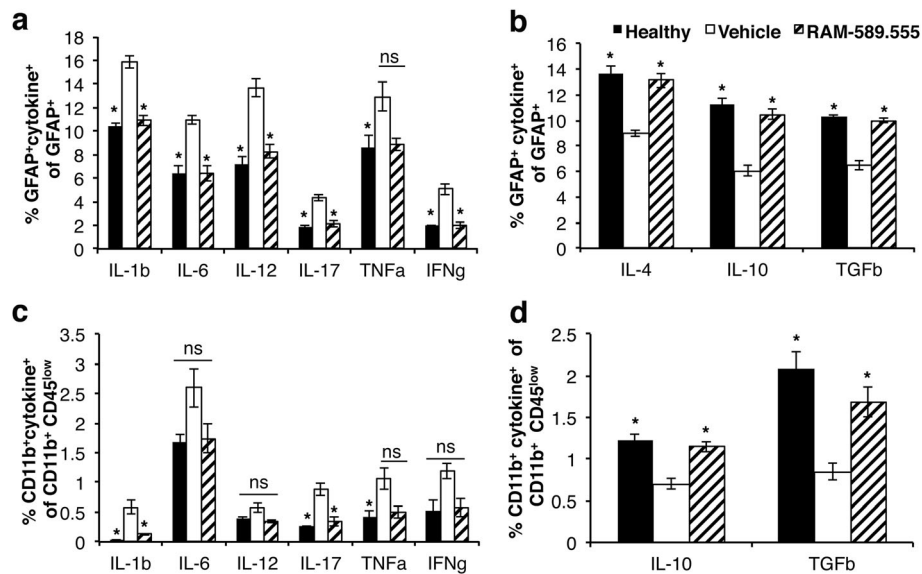 a
% GFAP⁺cytokine⁺
of GFAP⁺
18
16
14
12
10
8
6
4
2
0
* * * * * * * * * ns * *
IL-1b IL-6 IL-12 IL-17 TNFa IFNg
b
Healthy Vehicle RAM-589.555
% GFAP⁺ cytokine⁺
of GFAP⁺
16
14
12
10
8
6
4
2
0
* * * * * *
IL-4 IL-10 TGFb
c
% CD11b⁺cytokine⁺
of CD11b⁺ CD45ˡᵒʷ
3.5
3
2.5
2
1.5
1
0.5
0
* * ns ns * * * ns ns
IL-1b IL-6 IL-12 IL-17 TNFa IFNg
d
% CD11b⁺ cytokine⁺ of
CD11b⁺ CD45ˡᵒʷ
2.5
2
1.5
1
0.5
0
* * * *
IL-10 TGFb